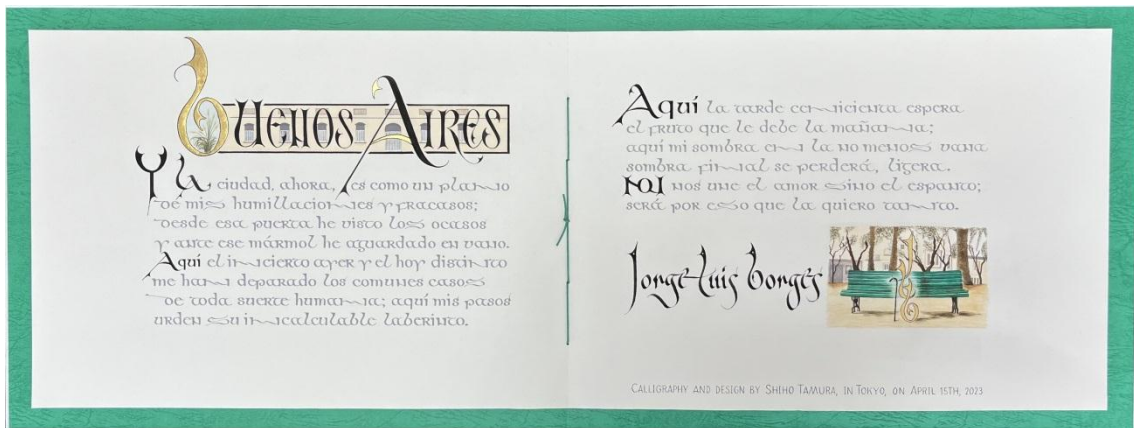 BUENOS AIRES
Y la ciudad, ahora, es como un plano
de mis humillaciones y fracasos;
desde esa puerta he visto los ocasos
y ante ese mármol he aguardado en vano.
Aquí el incierto ayer y el hoy distinto
me han deparado los comunes casos
de toda suerte humana; aquí mis pasos
urden su incalculable laberinto.
Aquí la tarde cenicienta espera
el fruto que le debe la mañana;
aquí mi sombra en la no menos vana
sombra final se perderá, ligera.
No nos une el amor sino el espanto;
será por eso que la quiero tanto.
Jorge Luis Borges
CALLIGRAPHY AND DESIGN BY SHIHO TAMURA, IN TOKYO, ON APRIL 15TH, 2023